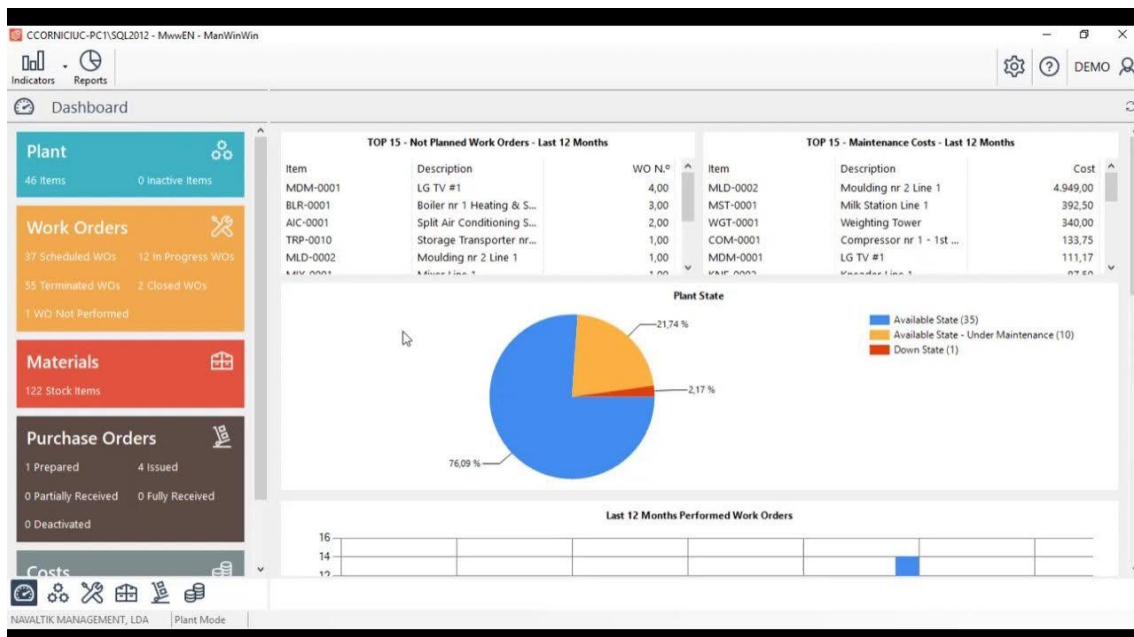 CCORNICIUC-PC1\SQL2012 - MwwEN - ManWinWin
Indicators
Reports
DEMO
Dashboard
Plant
46 Items 0 Inactive Items
Work Orders
37 Scheduled WOs 12 In Progress WOs
55 Terminated WOs 2 Closed WOs
1 WO Not Performed
Materials
122 Stock Items
Purchase Orders
1 Prepared 4 Issued
0 Partially Received 0 Fully Received
0 Deactivated
Costs
TOP 15 - Not Planned Work Orders - Last 12 Months
Item Description WO N.º
MDM-0001 LG TV #1 4,00
BLR-0001 Boiler nr 1 Heating & S... 3,00
AIC-0001 Split Air Conditioning S... 2,00
TRP-0010 Storage Transporter nr... 1,00
MLD-0002 Moulding nr 2 Line 1 1,00
TOP 15 - Maintenance Costs - Last 12 Months
Item Description Cost
MLD-0002 Moulding nr 2 Line 1 4.949,00
MST-0001 Milk Station Line 1 392,50
WGT-0001 Weighting Tower 340,00
COM-0001 Compressor nr 1 - 1st ... 133,75
MDM-0001 LG TV #1 111,17
Plant State
21,74 %
2,17 %
76,09 %
Available State (35)
Available State - Under Maintenance (10)
Down State (1)
Last 12 Months Performed Work Orders
16
14
12
NAVALTIK MANAGEMENT, LDA Plant Mode